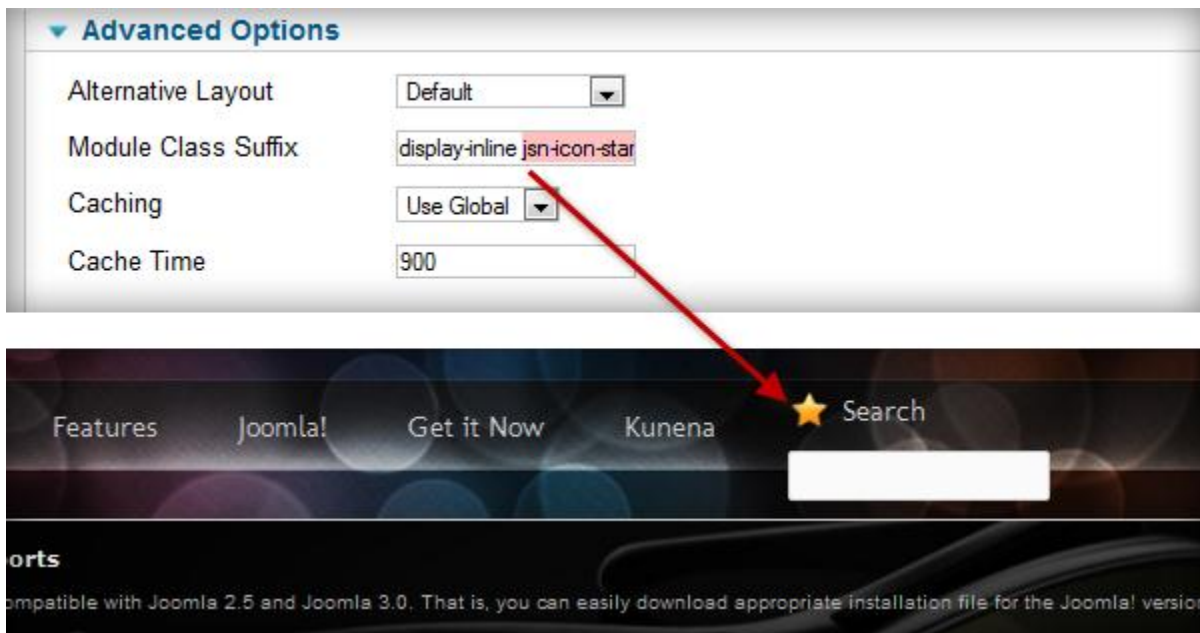 Advanced Options
Alternative Layout Default
Module Class Suffix display-inline jsn-icon-star
Caching Use Global
Cache Time 900
Features Joomla! Get it Now Kunena Search
orts
ompatible with Joomla 2.5 and Joomla 3.0. That is, you can easily download appropriate installation file for the Joomla! version